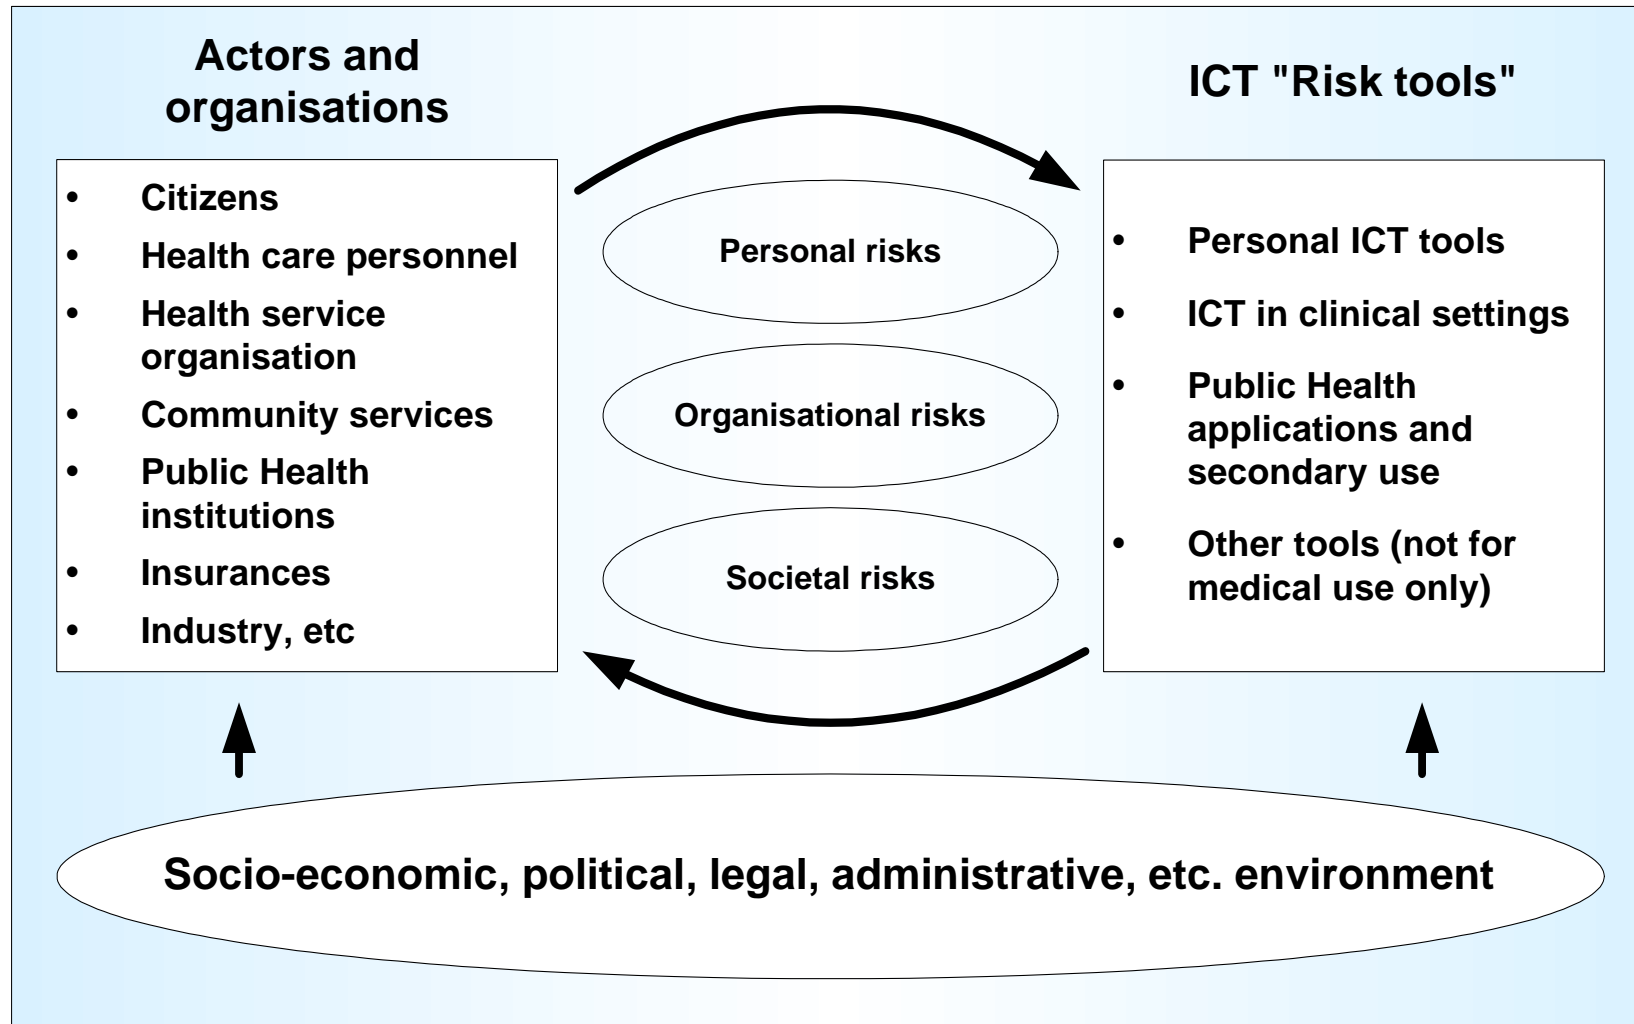 Actors and
organisations
• Citizens
• Health care personnel
• Health service
organisation
• Community services
• Public Health
institutions
• Insurances
• Industry, etc
Personal risks
Organisational risks
Societal risks
ICT "Risk tools"
• Personal ICT tools
• ICT in clinical settings
• Public Health
applications and
secondary use
• Other tools (not for
medical use only)
Socio-economic, political, legal, administrative, etc. environment